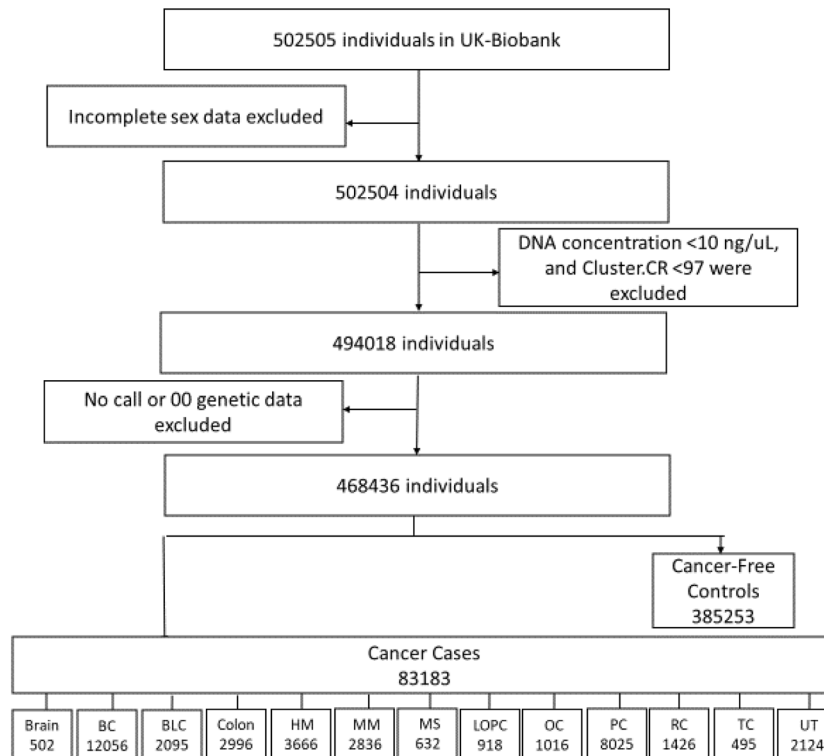 502505 individuals in UK-Biobank
Incomplete sex data excluded
502504 individuals
DNA concentration <10 ng/uL,
and Cluster.CR <97 were
excluded
494018 individuals
No call or 00 genetic data
excluded
468436 individuals
Cancer-Free
Controls
385253
Cancer Cases
83183
Brain
502
BC
12056
BLC
2095
Colon
2996
HM
3666
MM
2836
MS
632
LOPC
918
OC
1016
PC
8025
RC
1426
TC
495
UT
2124